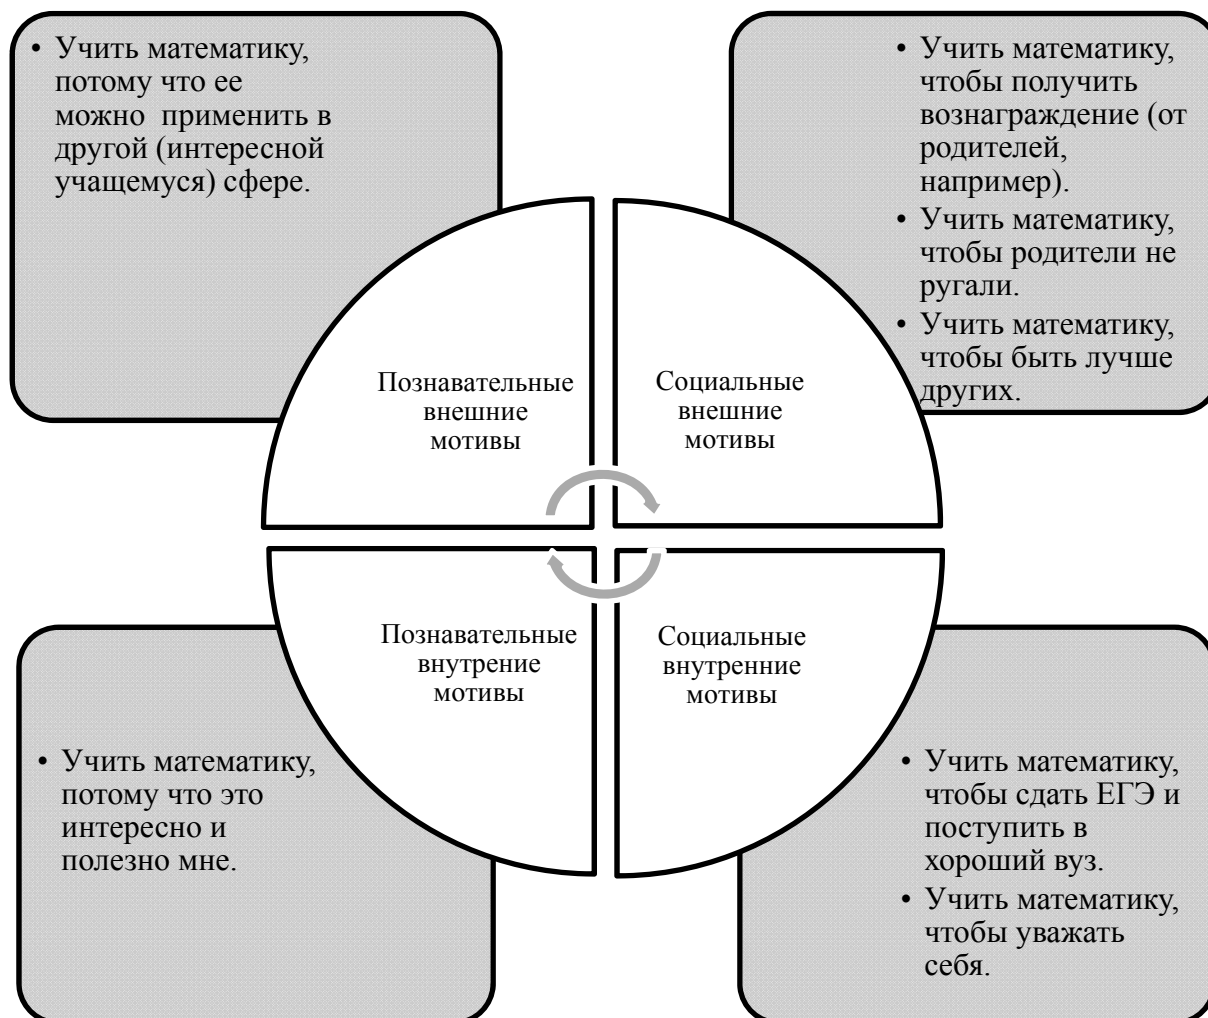 • Учить математику,
потому что ее
можно применить в
другой (интересной
учащемуся) сфере.
• Учить математику,
чтобы получить
вознаграждение (от
родителей,
например).
• Учить математику,
чтобы родители не
ругали.
• Учить математику,
чтобы быть лучше
других.
Познавательные
внешние
мотивы
Социальные
внешние
мотивы
Познавательные
внутрение
мотивы
Социальные
внутренние
мотивы
• Учить математику,
потому что это
интересно и
полезно мне.
• Учить математику,
чтобы сдать ЕГЭ и
поступить в
хороший вуз.
• Учить математику,
чтобы уважать
себя.